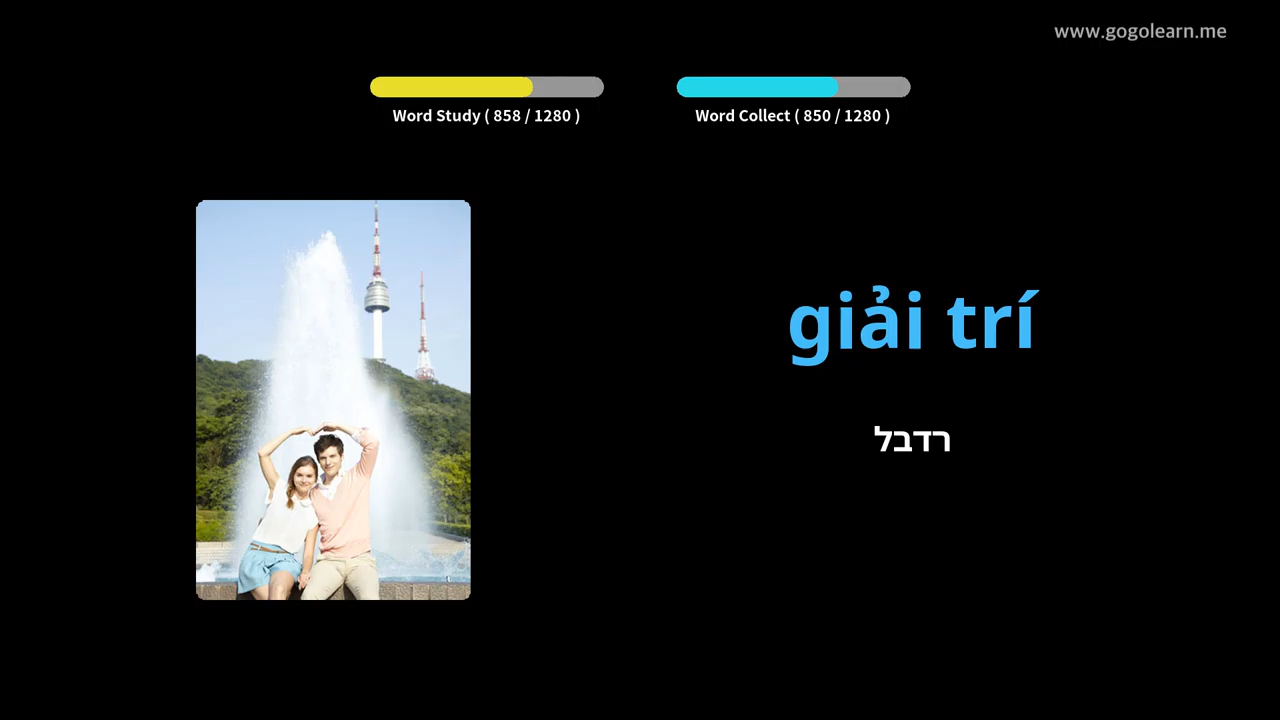 www.gogolearn.me
Word Study ( 858 / 1280 )
Word Collect ( 850 / 1280 )
giải trí
רדבל